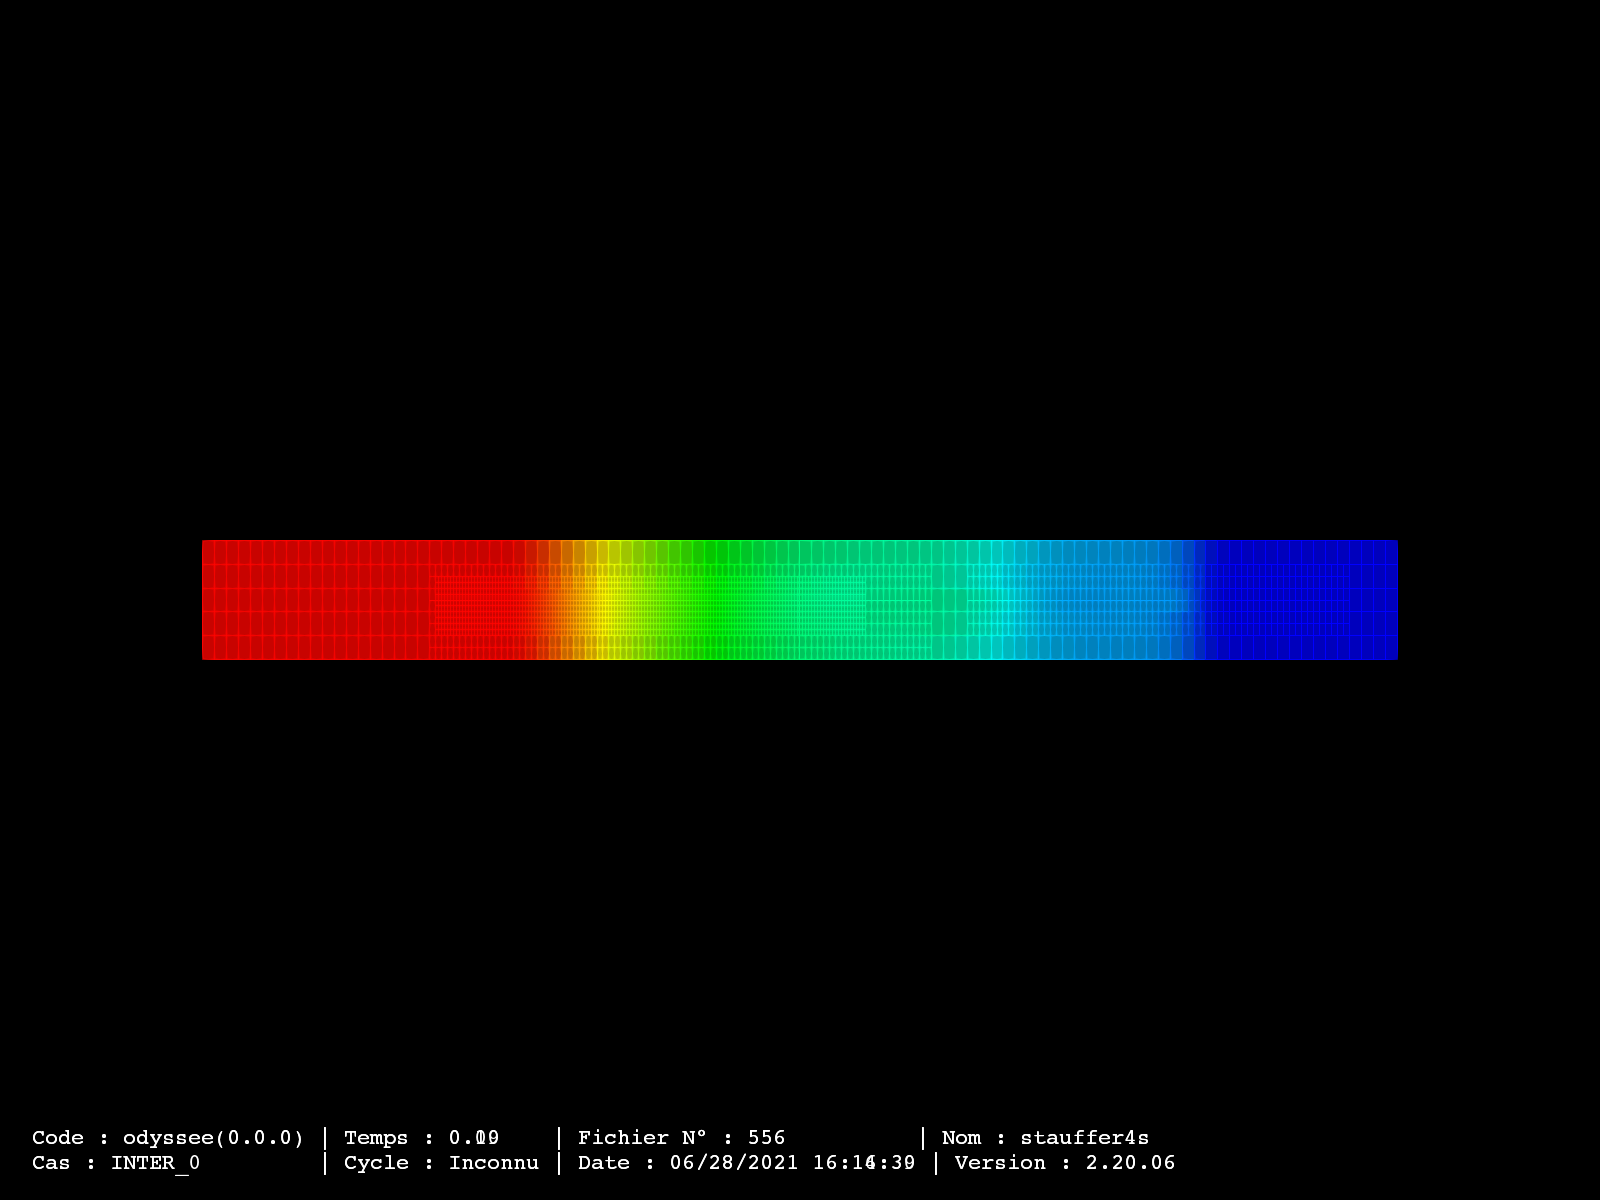 Code : odyssee(0.0.0) | Temps : | Fichier N° : 556 | Nom : stauffer4s
Cas : INTER_0 | Cycle : Inconnu | Date : 06/28/2021 | Version : 2.20.06